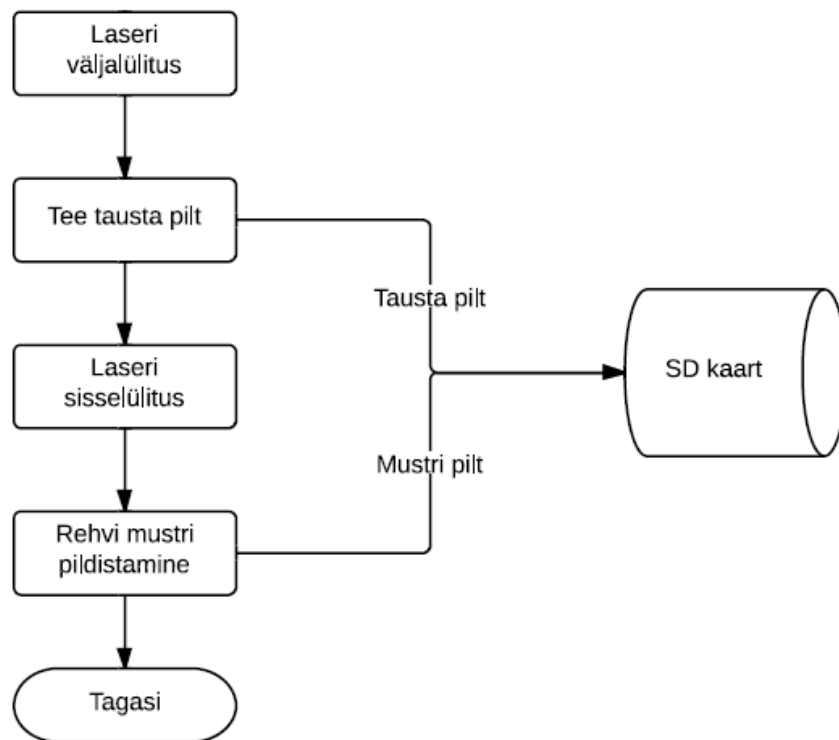 Laseri
väljalülitus
Tee tausta pilt
Tausta pilt
Laseri
sisselülitus
SD kaart
Mustri pilt
Rehvi mustri
pildistamine
Tagasi